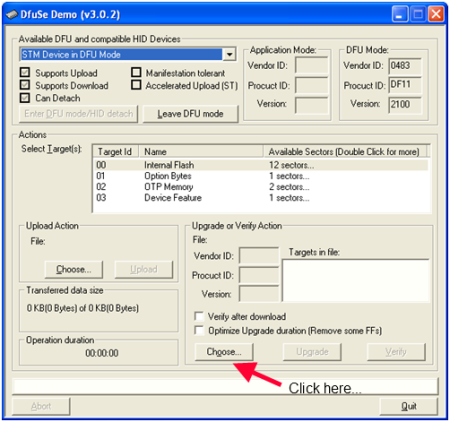 DfuSe Demo (v3.0.2)
Available DFU and compatible HID Devices
STM Device in DFU Mode
Supports Upload
Manifestation tolerant
Supports Download
Accelerated Upload (ST)
Can Detach
Enter DFU mode/HID detach
Leave DFU mode
Application Mode:
Vendor ID:
Procuct ID:
Version:
DFU Mode:
Vendor ID: 0483
Procuct ID: DF11
Version: 2100
Actions
Select Target(s):
Target Id Name Available Sectors (Double Click for more)
00 Internal Flash 12 sectors...
01 Option Bytes 1 sectors...
02 OTP Memory 2 sectors...
03 Device Feature 1 sectors...
Upload Action
File:
Choose... Upload
Transferred data size
0 KB(0 Bytes) of 0 KB(0 Bytes)
Operation duration
00:00:00
Upgrade or Verify Action
File:
Vendor ID:
Targets in file:
Procuct ID:
Version:
Verify after download
Optimize Upgrade duration (Remove some FFs)
Choose... Upgrade Verify
Click here...
Abort Quit